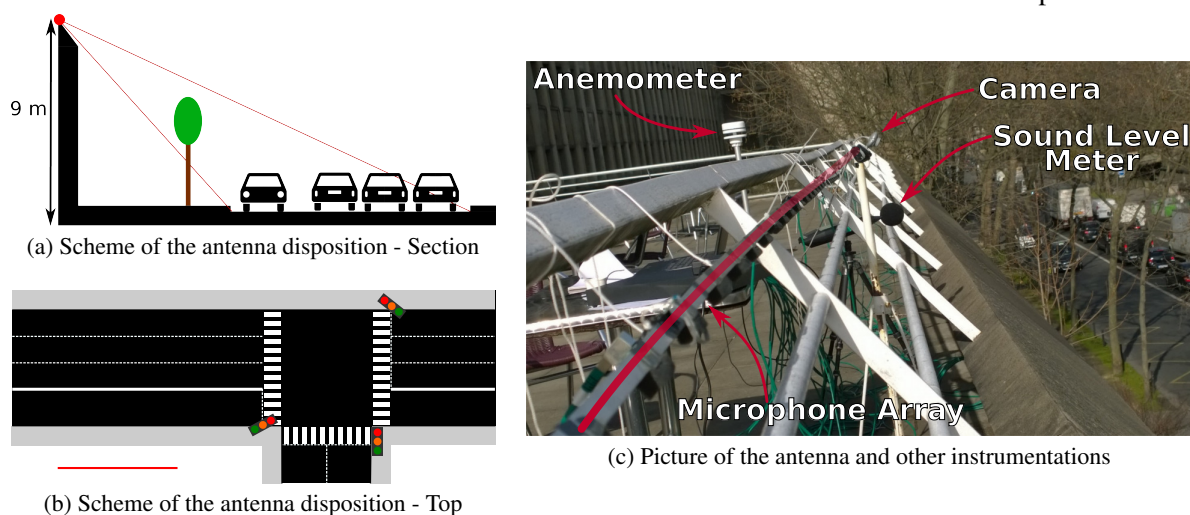 9 m
(a) Scheme of the antenna disposition - Section
(b) Scheme of the antenna disposition - Top
Anemometer
Camera
Sound Level
Meter
Microphone Array
(c) Picture of the antenna and other instrumentations